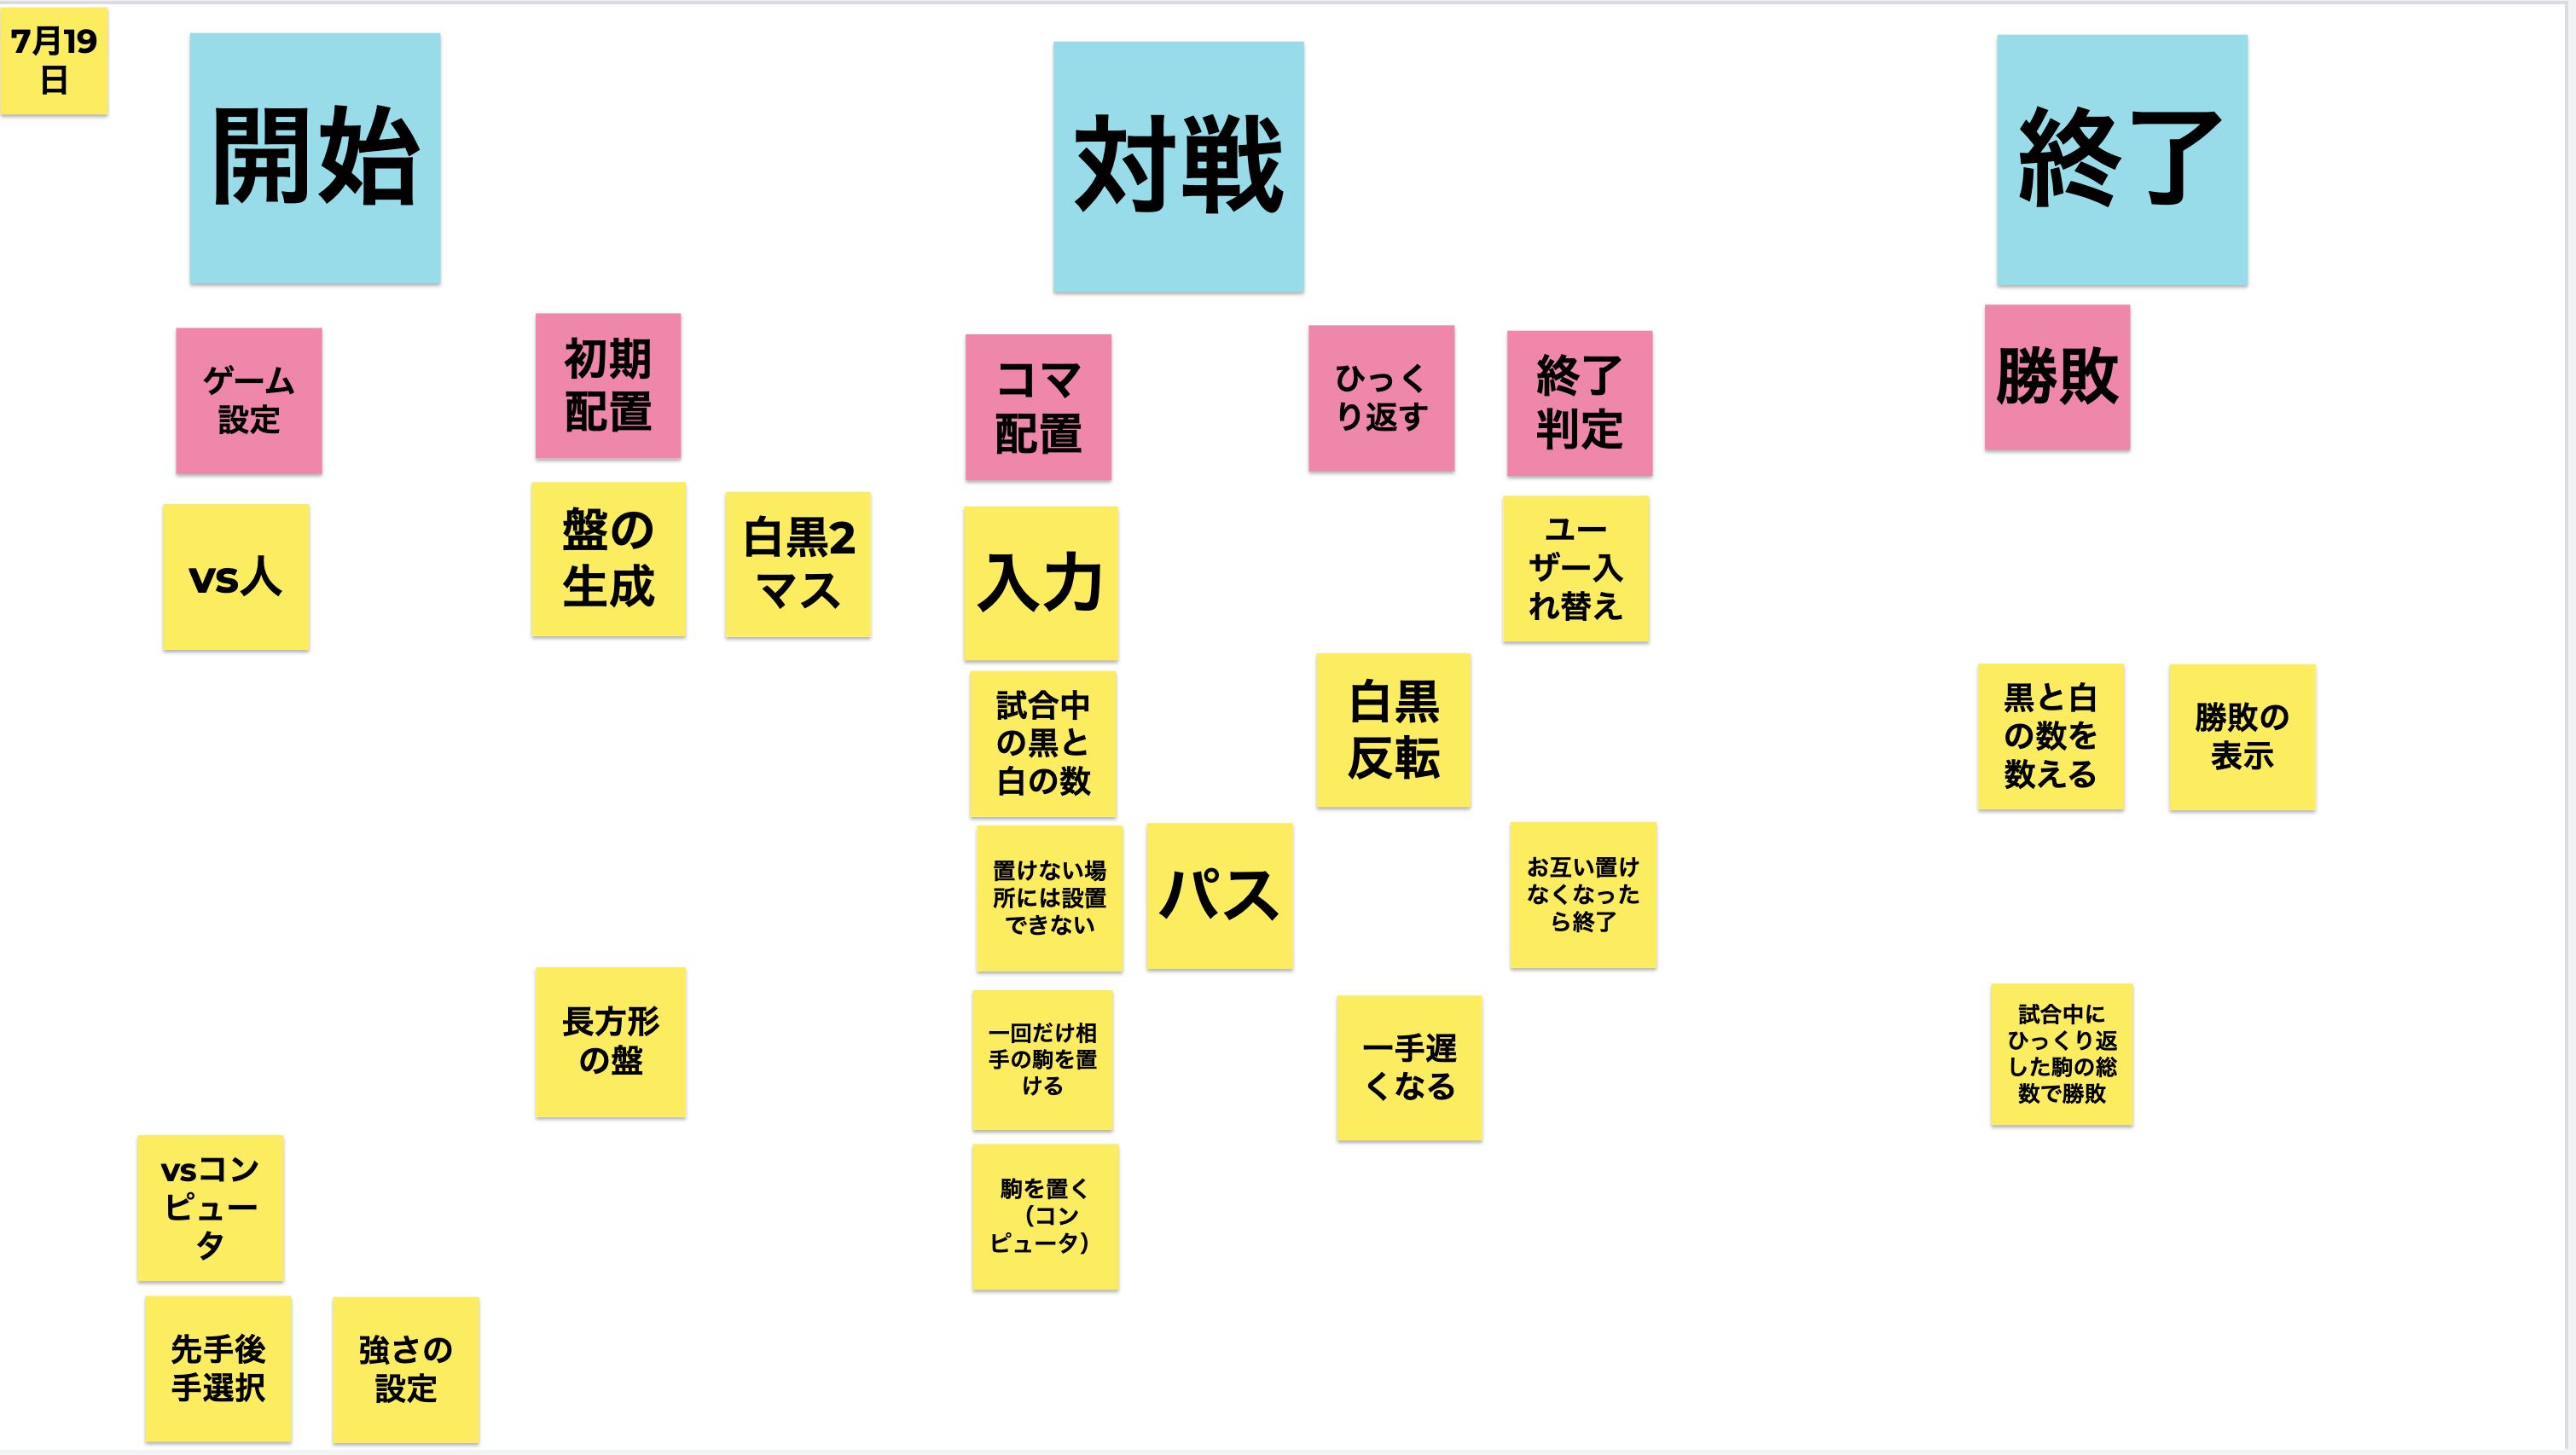 7月19
日
開始
対戦
終了
ゲーム
設定
初期
配置
コマ
配置
ひっく
り返す
終了
判定
勝敗
vs人
盤の
生成
白黒2
マス
入力
ユー
ザー入
れ替え
試合中
の黒と
白の数
白黒
反転
黒と白
の数を
数える
勝敗の
表示
置けない場
所には設置
できない
パス
お互い置け
なくなった
ら終了
長方形
の盤
一回だけ相
手の駒を置
ける
一手遅
くなる
試合中に
ひっくり返
した駒の総
数で勝敗
vsコン
ピュー
タ
駒を置く
（コン
ピュータ）
先手後
手選択
強さの
設定